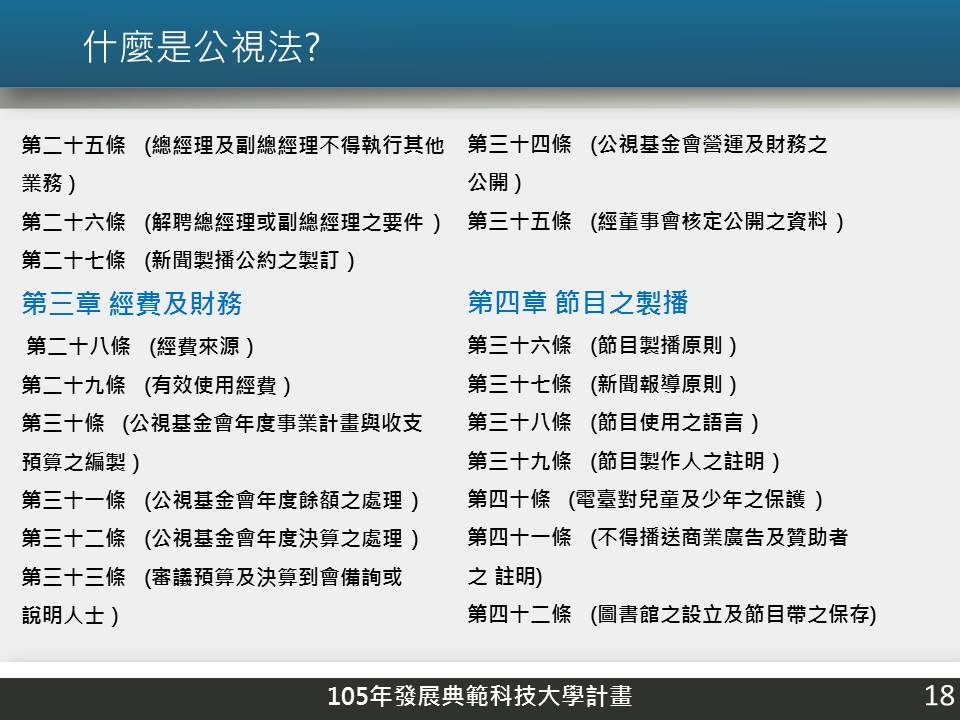 什麼是公視法?
第二十五條 (總經理及副總經理不得執行其他
業務 )
第二十六條 (解聘總經理或副總經理之要件 )
第二十七條 (新聞製播公約之製訂 )
第三章 經費及財務
第二十八條 (經費來源 )
第二十九條 (有效使用經費 )
第三十條 (公視基金會年度事業計畫與收支
預算之編製 )
第三十一條 (公視基金會年度餘額之處理 )
第三十二條 (公視基金會年度決算之處理 )
第三十三條 (審議預算及決算到會備詢或
說明人士 )
第三十四條 (公視基金會營運及財務之
公開 )
第三十五條 (經董事會核定公開之資料 )
第四章 節目之製播
第三十六條 (節目製播原則 )
第三十七條 (新聞報導原則 )
第三十八條 (節目使用之語言 )
第三十九條 (節目製作人之註明 )
第四十條 (電臺對兒童及少年之保護 )
第四十一條 (不得播送商業廣告及贊助者
之 註明)
第四十二條 (圖書館之設立及節目帶之保存)
105年發展典範科技大學計畫
18